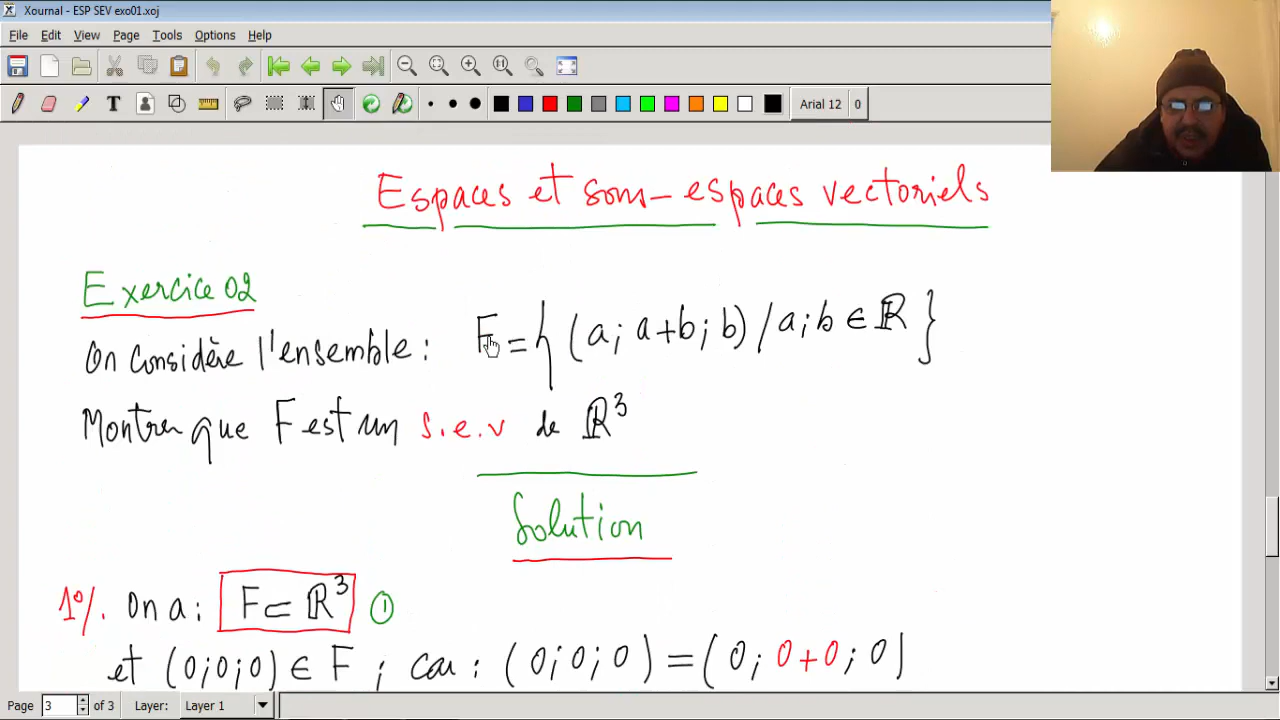 Xournal - ESP SEV exo01.xoj
File Edit View Page Tools Options Help
Arial 12 0
Espaces et sous-espaces vectoriels
Exercice 02
On considère l'ensemble : F = { (a; a+b; b) / a; b ∈ ℝ }
Montrer que F est un s.e.v de ℝ³
Solution
1°/. On a : F ⊂ ℝ³ ①
et (0; 0; 0) ∈ F ; car : (0; 0; 0) = (0; 0+0; 0)
Page 3 of 3 Layer: Layer 1